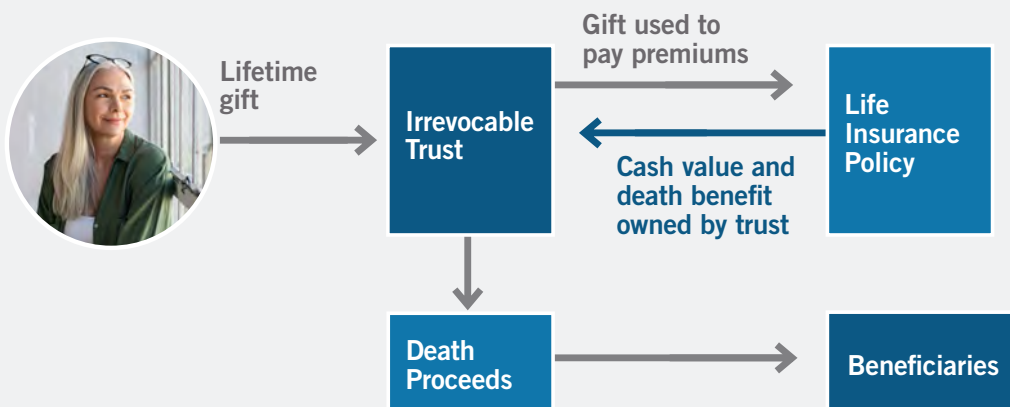 Lifetime
gift
Irrevocable
Trust
Gift used to
pay premiums
Life
Insurance
Policy
Cash value and
death benefit
owned by trust
Death
Proceeds
Beneficiaries